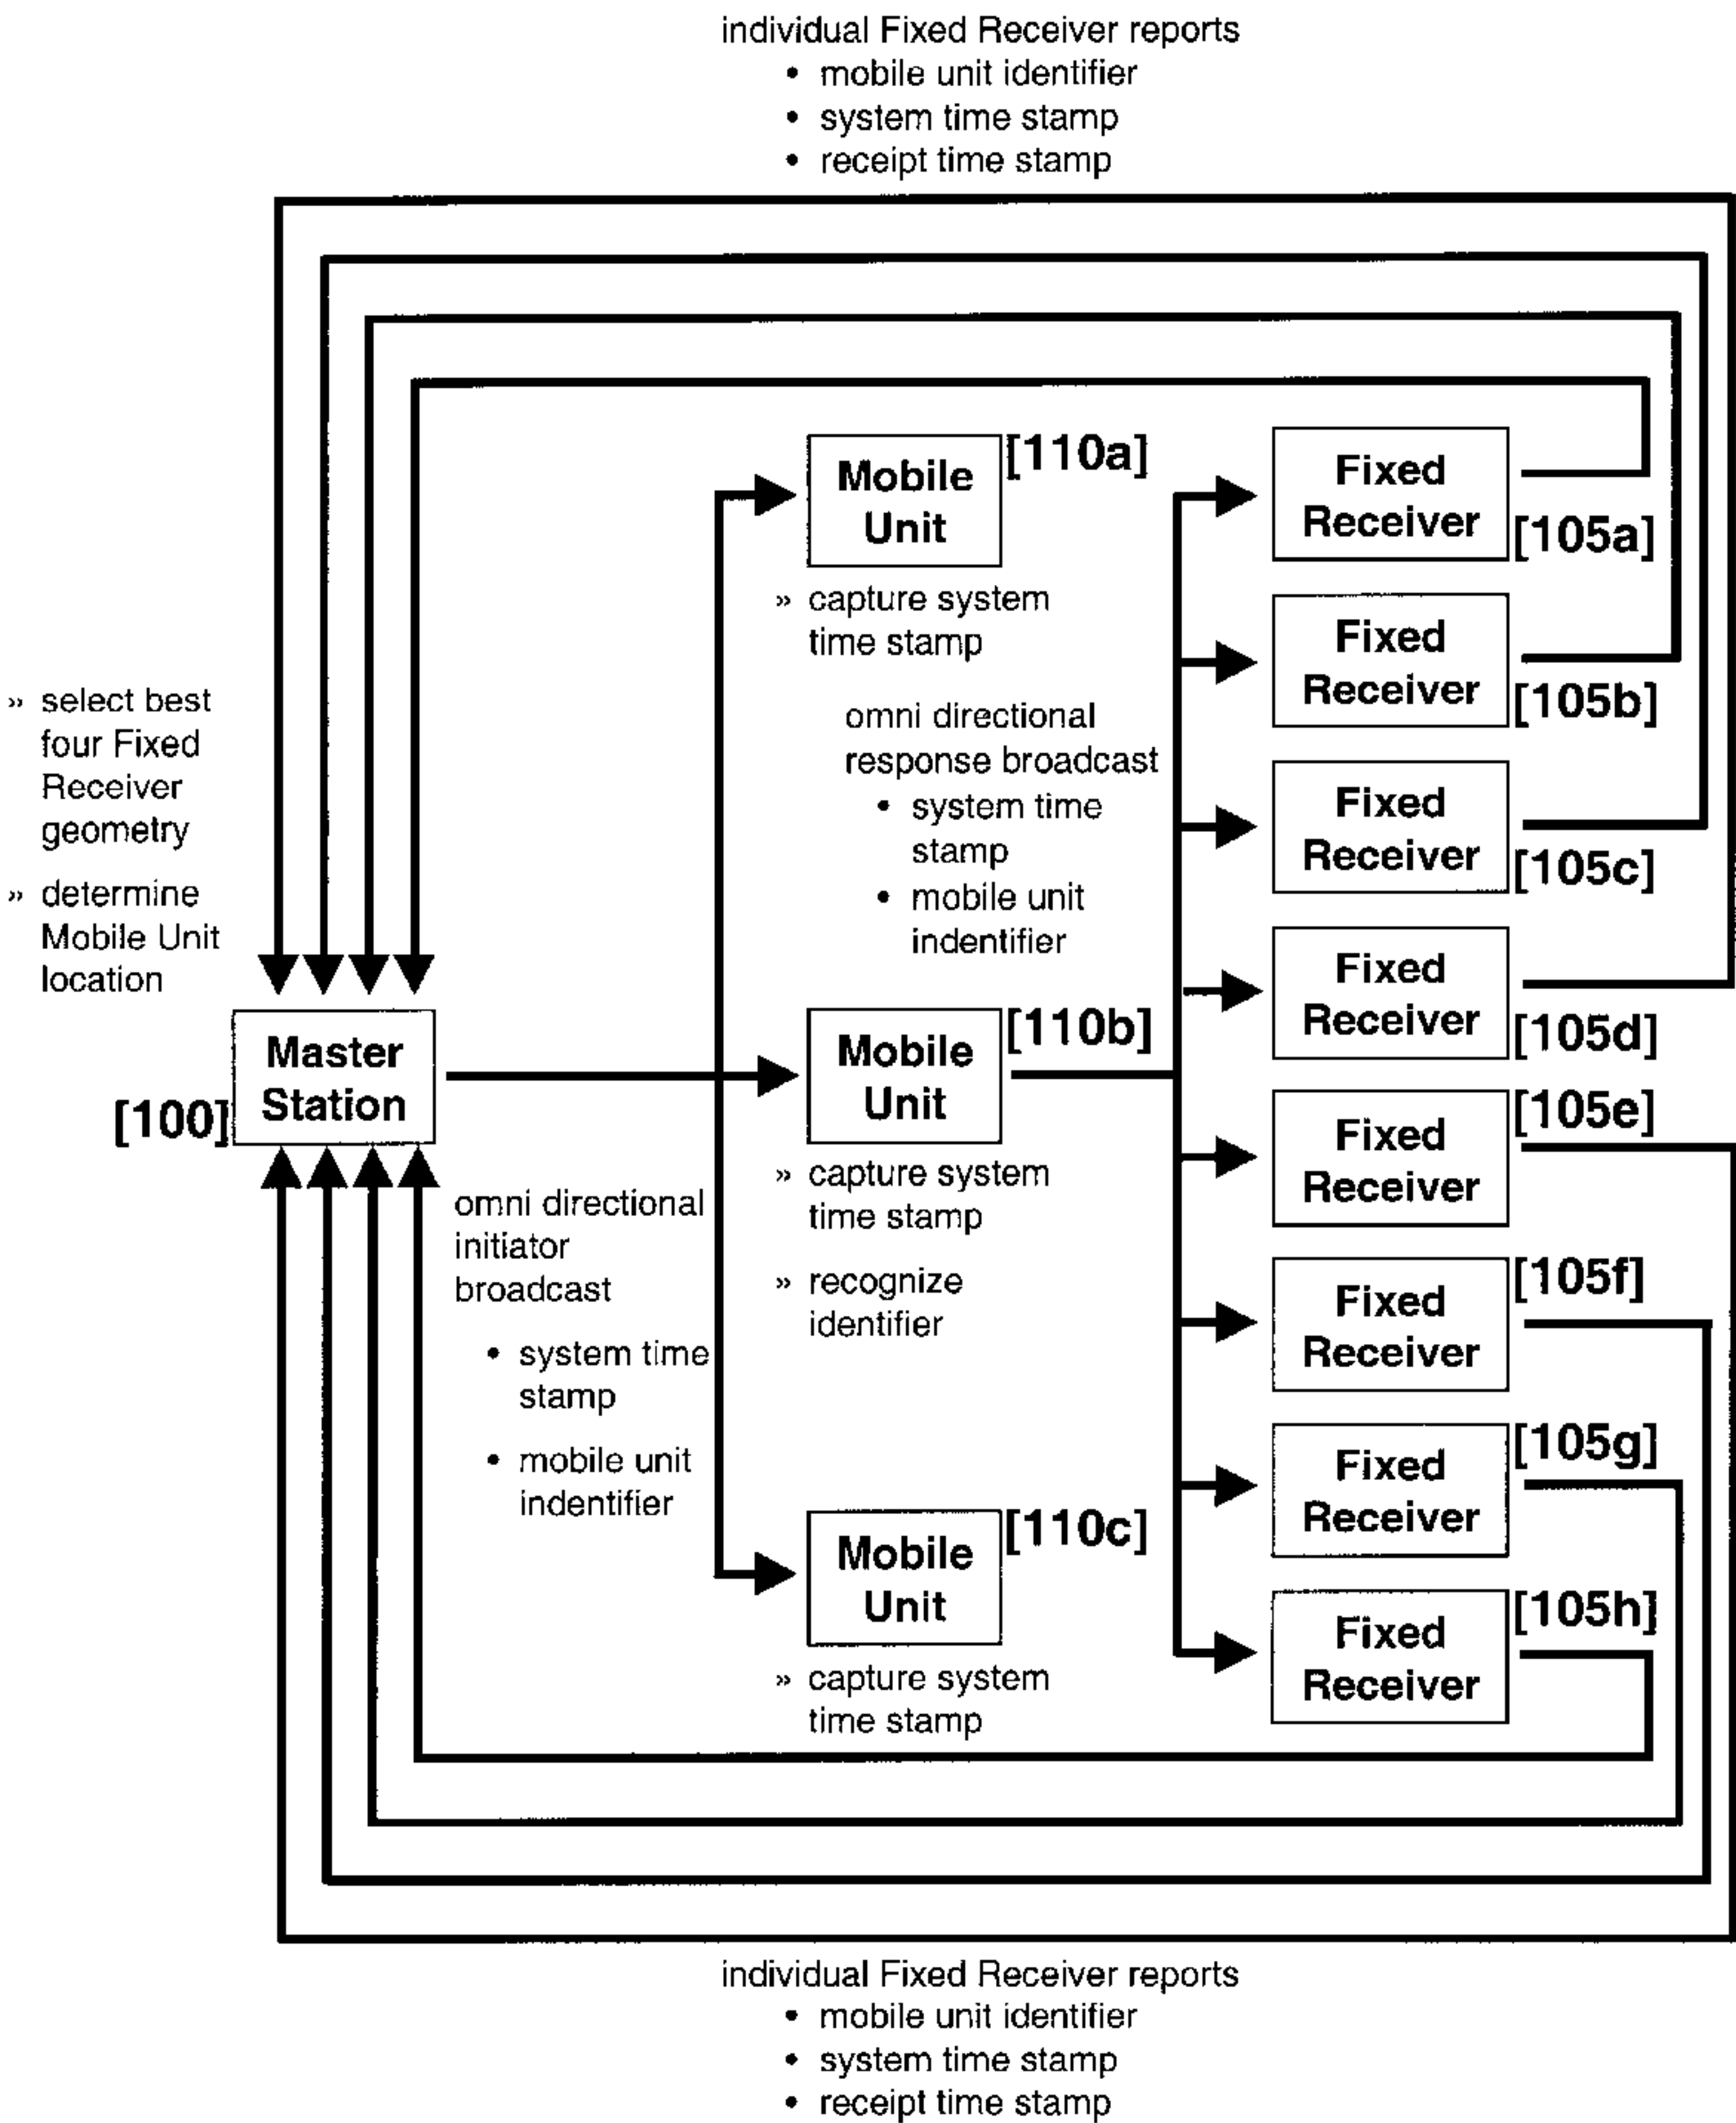 individual Fixed Receiver reports
• mobile unit identifier
• system time stamp
• receipt time stamp
» select best
four Fixed
Receiver
geometry
» determine
Mobile Unit
location
Master
Station
[100]
omni directional
initiator
broadcast
• system time
stamp
• mobile unit
indentifier
Mobile
Unit
[110a]
» capture system
time stamp
omni directional
response broadcast
• system time
stamp
• mobile unit
indentifier
Mobile
Unit
[110b]
» capture system
time stamp
» recognize
identifier
Mobile
Unit
[110c]
» capture system
time stamp
Fixed
Receiver
[105a]
Fixed
Receiver
[105b]
Fixed
Receiver
[105c]
Fixed
Receiver
[105d]
Fixed
Receiver
[105e]
Fixed
Receiver
[105f]
Fixed
Receiver
[105g]
Fixed
Receiver
[105h]
individual Fixed Receiver reports
• mobile unit identifier
• system time stamp
• receipt time stamp